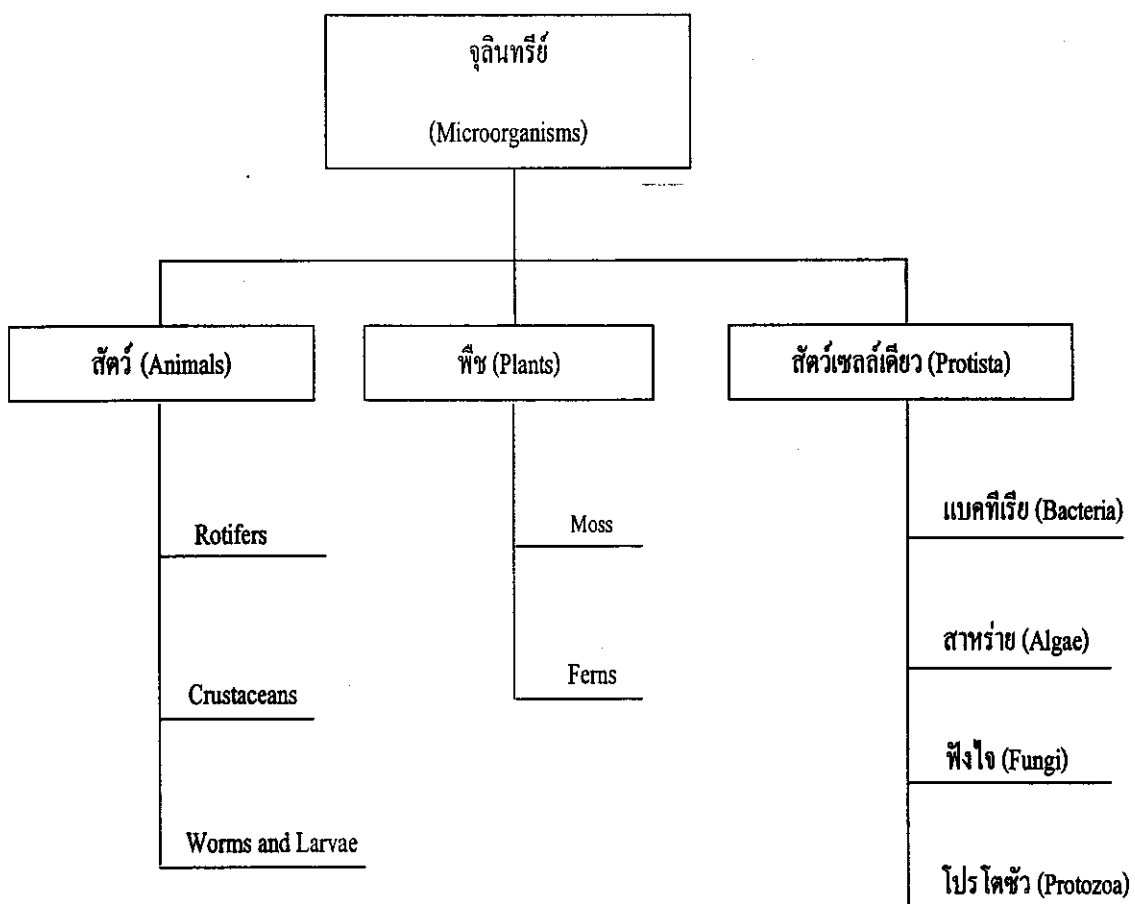 จุลินทรีย์
(Microorganisms)
สัตว์ (Animals)
พืช (Plants)
สัตว์เซลล์เดียว (Protista)
Rotifers
Crustaceans
Worms and Larvae
Moss
Ferns
แบคทีเรีย (Bacteria)
สาหร่าย (Algae)
ฟังใจ (Fungi)
โปรโตซัว (Protozoa)